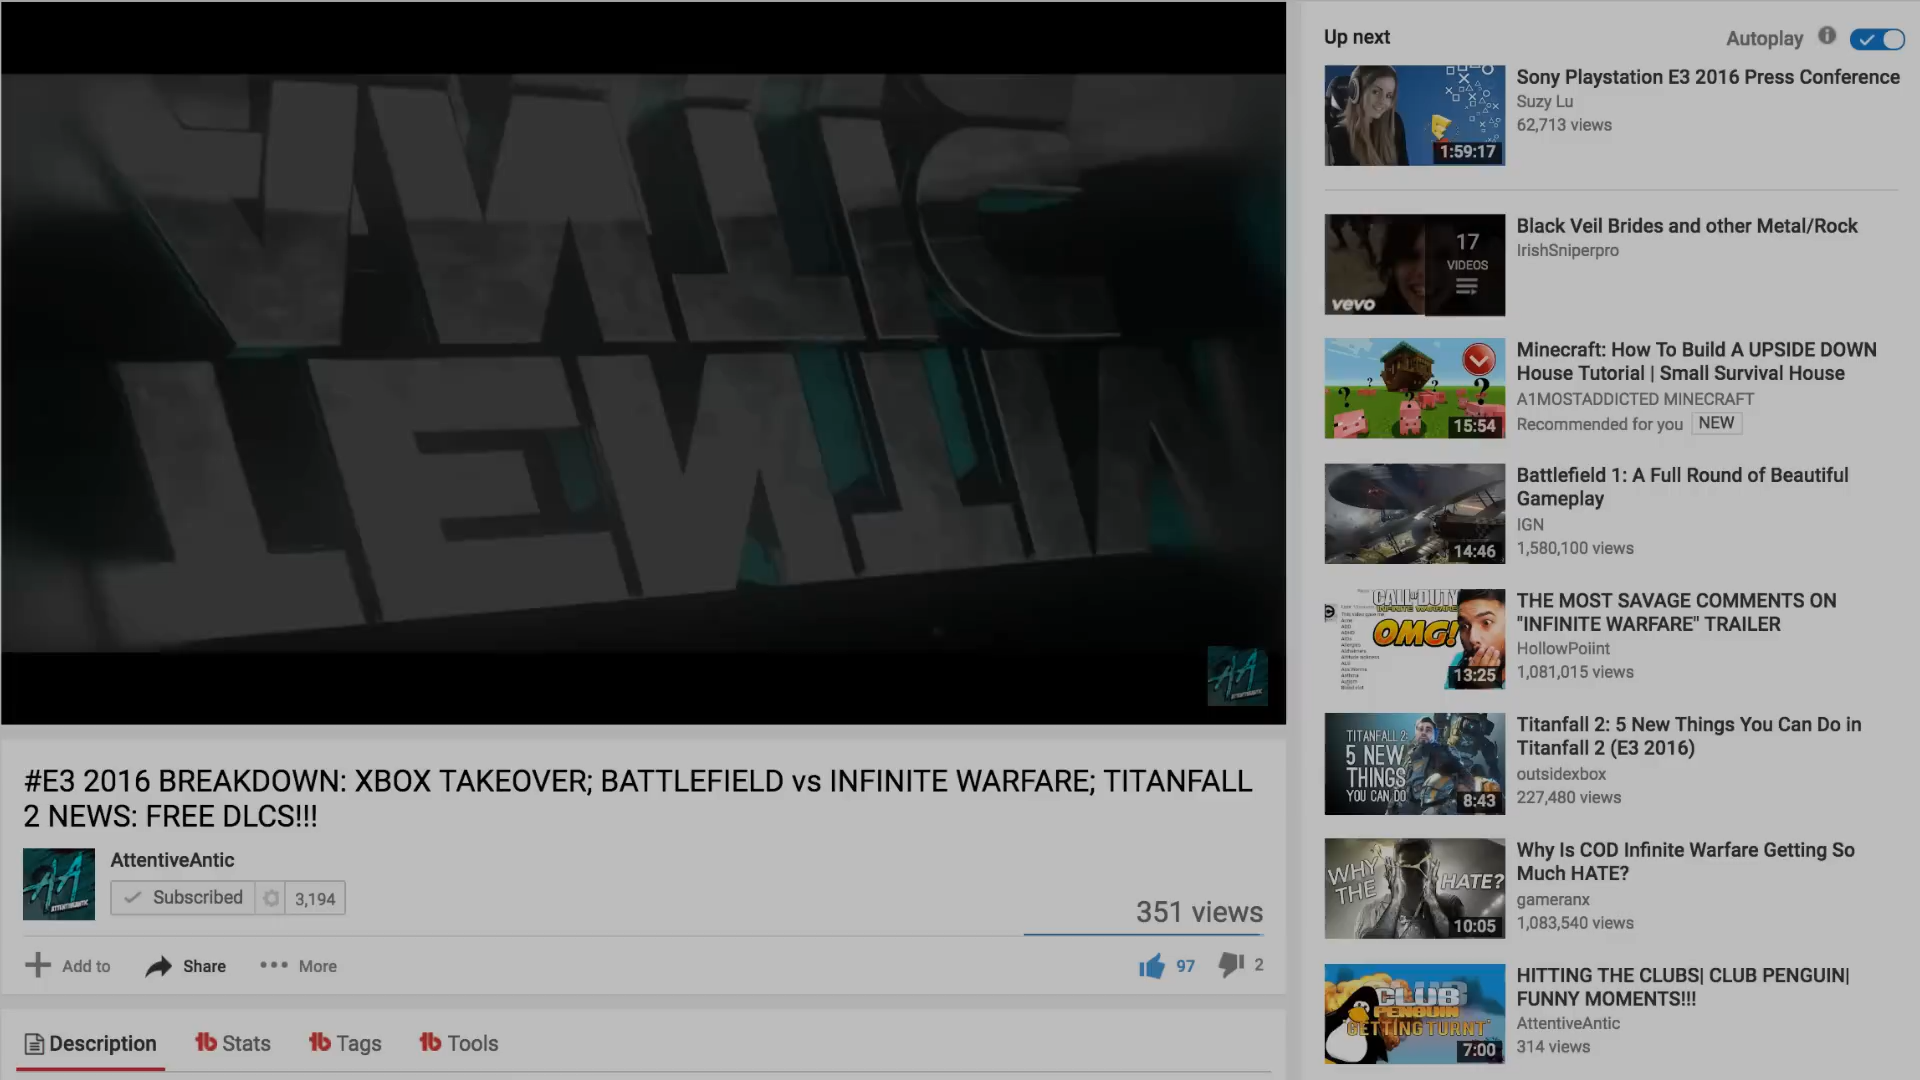 #E3 2016 BREAKDOWN: XBOX TAKEOVER; BATTLEFIELD vs INFINITE WARFARE; TITANFALL
2 NEWS: FREE DLCS!!!
AttentiveAntic
Subscribed
3,194
351 views
Add to
Share
More
97
2
Description
Stats
Tags
Tools
Up next
Autoplay
Sony Playstation E3 2016 Press Conference
Suzy Lu
62,713 views
1:59:17
Black Veil Brides and other Metal/Rock
IrishSniperpro
17
VIDEOS
vevo
Minecraft: How To Build A UPSIDE DOWN
House Tutorial | Small Survival House
A1MOSTADDICTED MINECRAFT
Recommended for you NEW
15:54
Battlefield 1: A Full Round of Beautiful
Gameplay
IGN
1,580,100 views
14:46
THE MOST SAVAGE COMMENTS ON
"INFINITE WARFARE" TRAILER
HollowPoiint
1,081,015 views
CALL OF DUTY
INFINITE WARFARE
OMG!
13:25
Titanfall 2: 5 New Things You Can Do in
Titanfall 2 (E3 2016)
outsidexbox
227,480 views
TITANFALL 2:
5 NEW
THINGS
YOU CAN DO
8:43
Why Is COD Infinite Warfare Getting So
Much HATE?
gameranx
1,083,540 views
WHY
THE
HATE?
10:05
HITTING THE CLUBS| CLUB PENGUIN|
FUNNY MOMENTS!!!
AttentiveAntic
314 views
CLUB
PENGUIN
GETTING TURNT
7:00